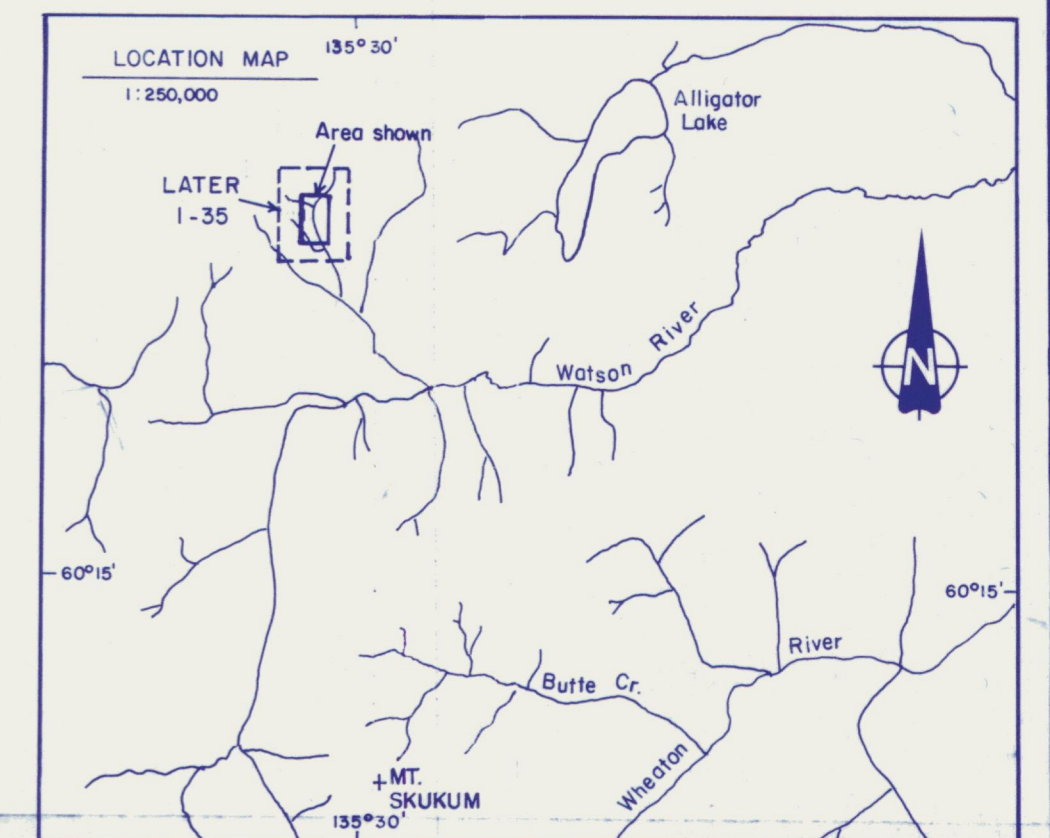 LOCATION MAP
1:250,000
135°30'
Area shown
LATER
1-35
Alligator
Lake
Watson River
N
60°15'
60°15'
River
Butte Cr.
Wheaton
MT.
SKUKUM
135°30'